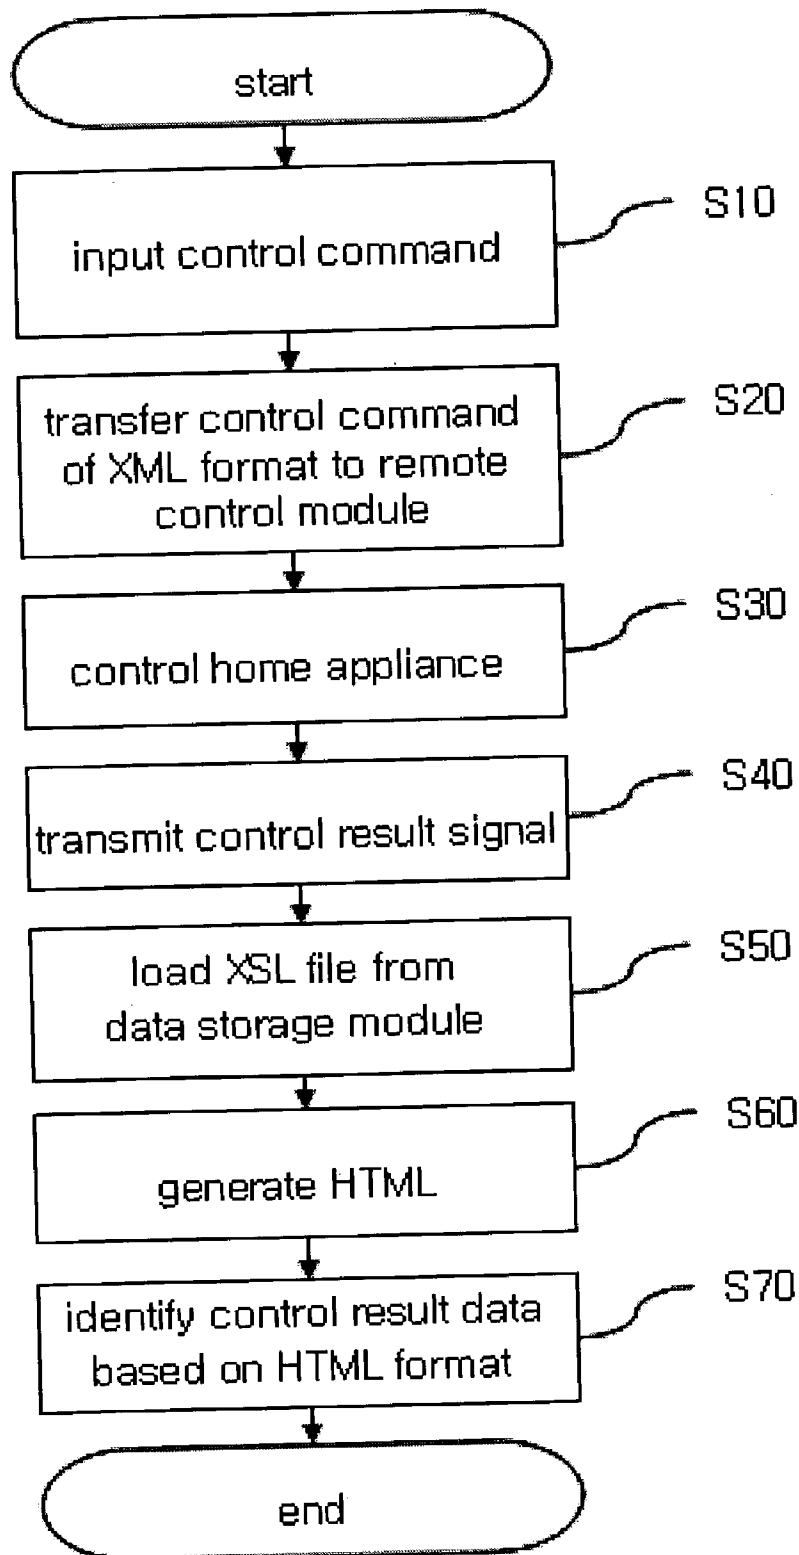 start
input control command
S10
transfer control command
of XML format to remote
control module
S20
control home appliance
S30
transmit control result signal
S40
load XSL file from
data storage module
S50
generate HTML
S60
identify control result data
based on HTML format
S70
end